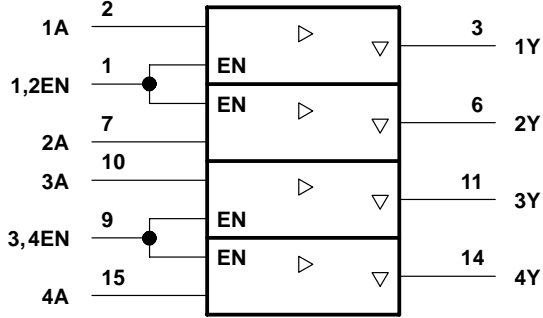 1A 2
3 1Y
1,2EN 1
EN
EN
6 2Y
2A 7
3A 10
11 3Y
3,4EN 9
EN
EN
14 4Y
4A 15